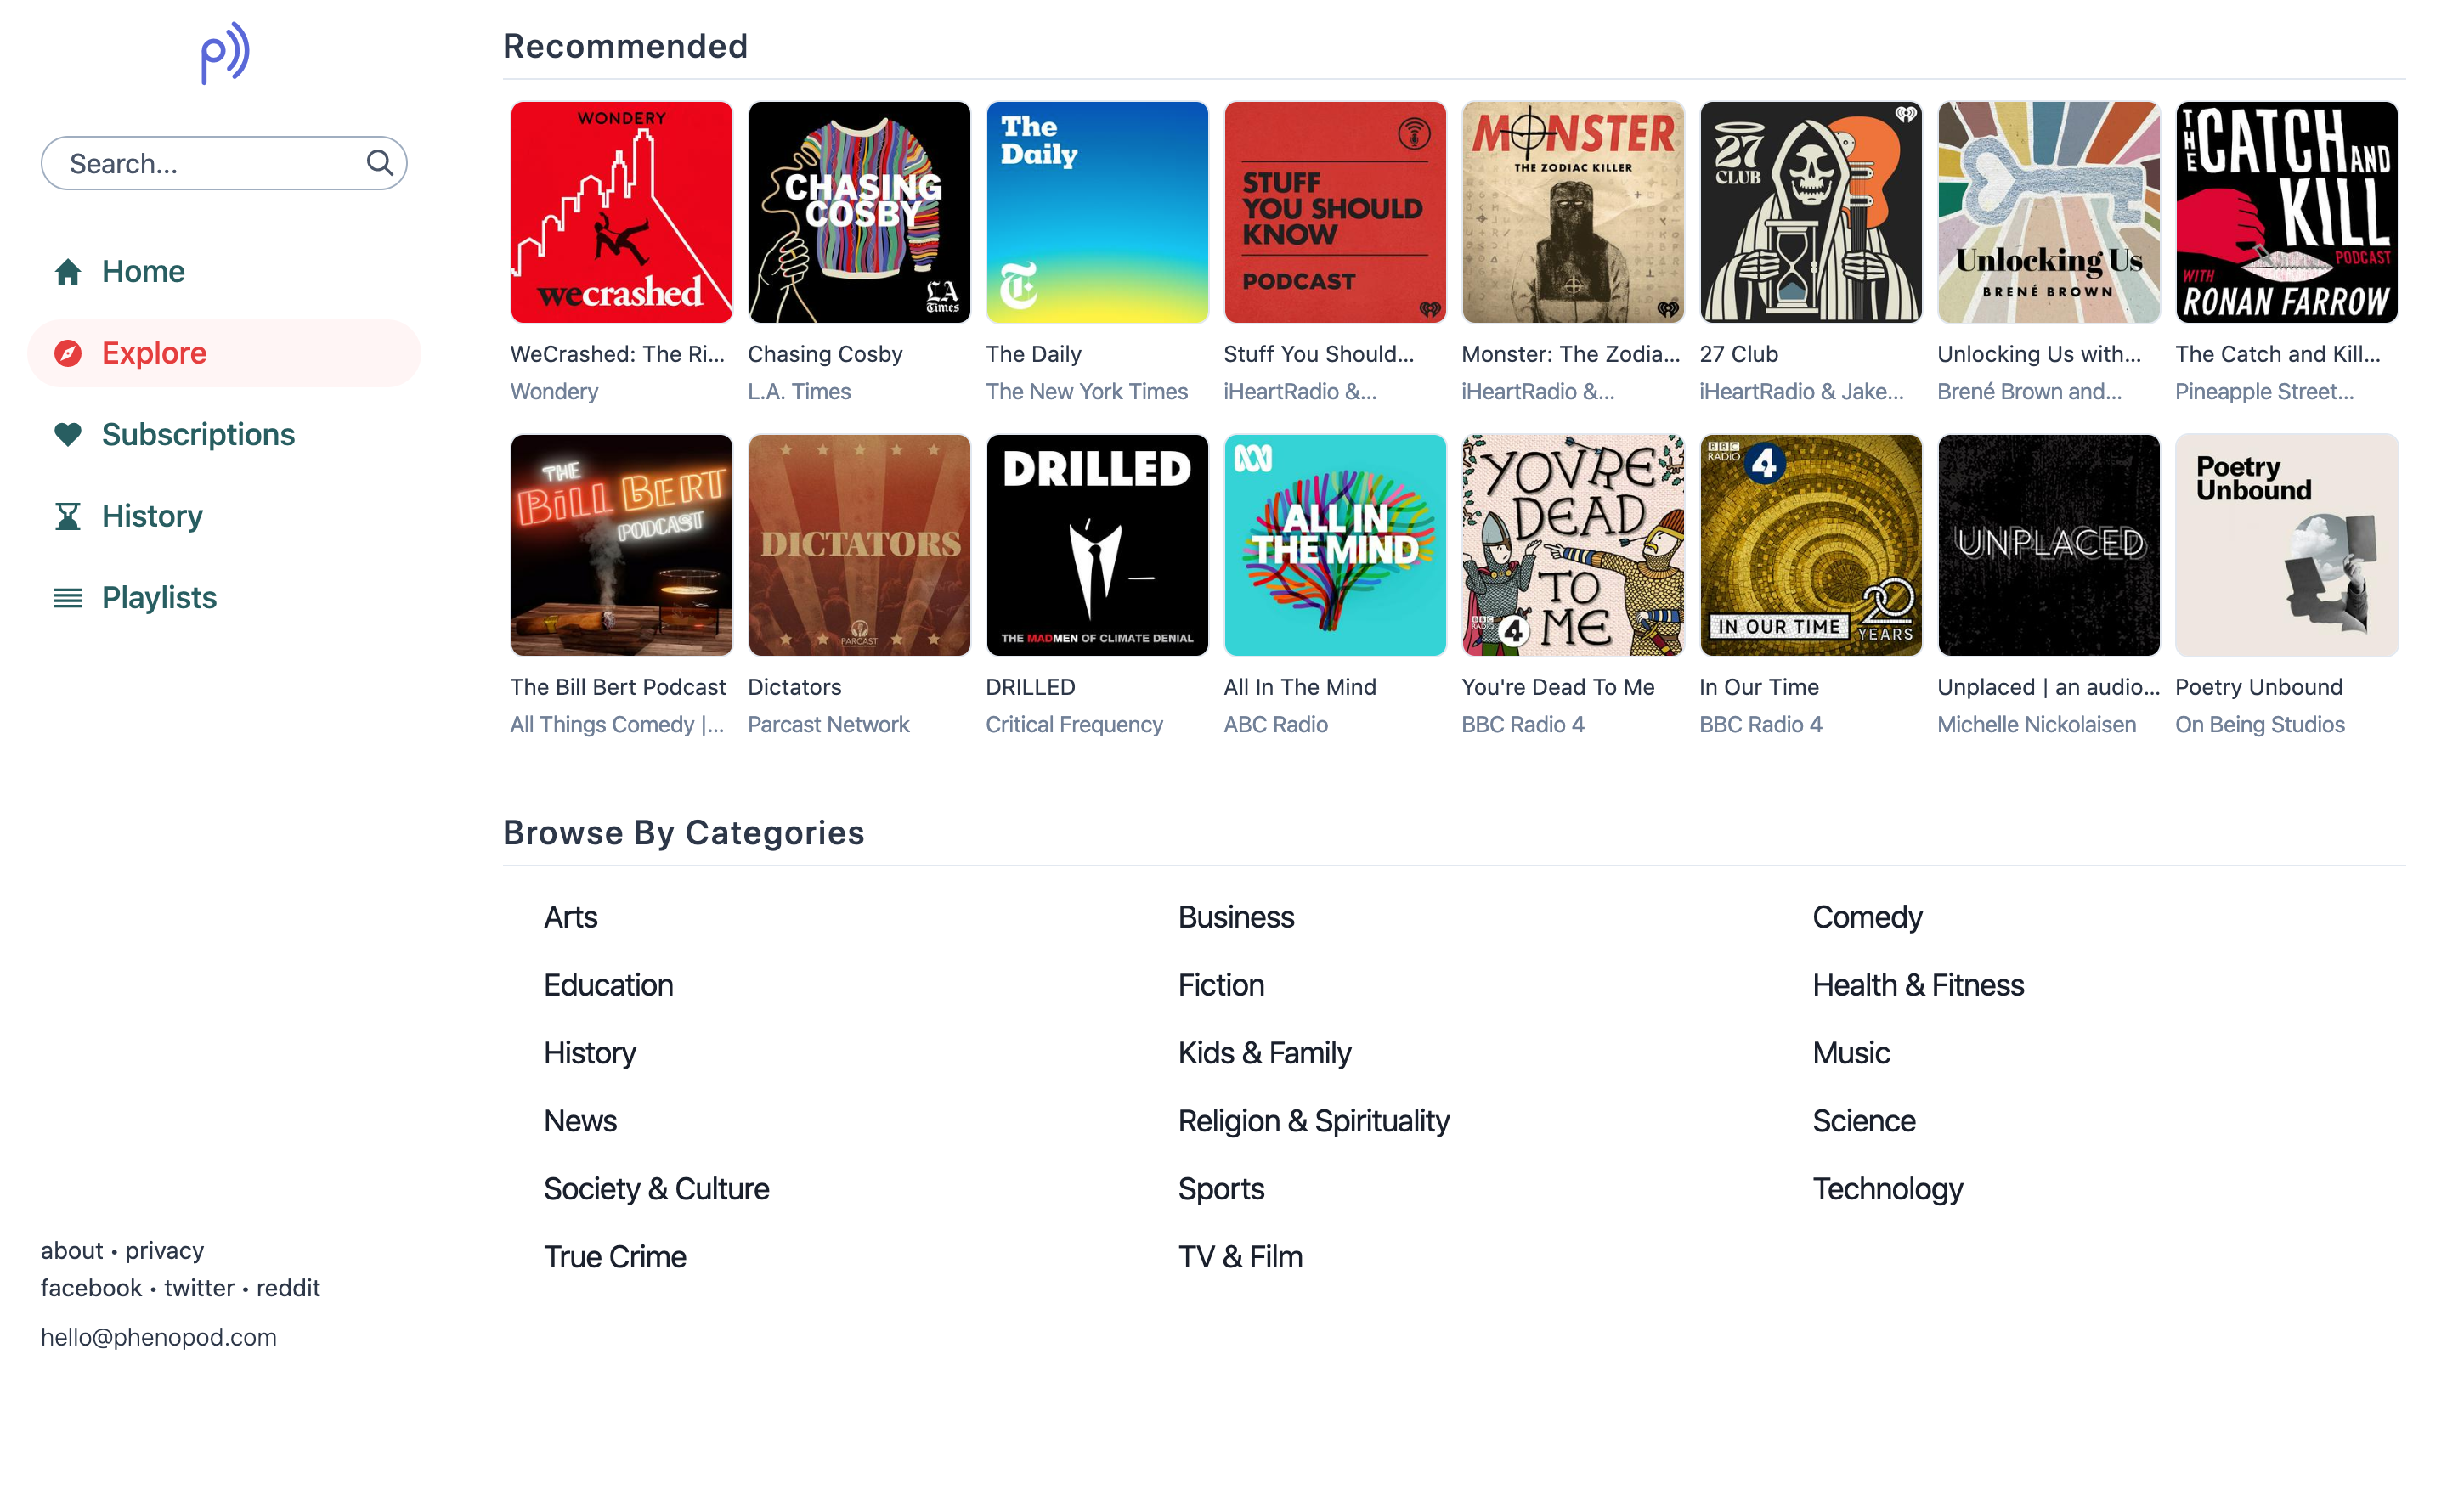 Search...
Home
Explore
Subscriptions
History
Playlists
about • privacy
facebook • twitter • reddit
hello@phenopod.com
Recommended
WONDERY
wecrashed
WeCrashed: The Ri...
Wondery
CHASING
COSBY
LA
Times
Chasing Cosby
L.A. Times
The
Daily
T
The Daily
The New York Times
STUFF
YOU SHOULD
KNOW
PODCAST
Stuff You Should...
iHeartRadio &...
MONSTER
THE ZODIAC KILLER
Monster: The Zodia...
iHeartRadio &...
27
CLUB
27 Club
iHeartRadio & Jake...
Unlocking Us
BRENÉ BROWN
Unlocking Us with...
Brené Brown and...
THE CATCH AND
KILL
PODCAST
WITH
RONAN FARROW
The Catch and Kill...
Pineapple Street...
THE
BILL BERT
PODCAST
The Bill Bert Podcast
All Things Comedy |...
DICTATORS
PARCAST
Dictators
Parcast Network
DRILLED
THE MADMEN OF CLIMATE DENIAL
DRILLED
Critical Frequency
ALL IN
THE MIND
All In The Mind
ABC Radio
YOU'RE
DEAD
TO
ME
BBC
RADIO
4
You're Dead To Me
BBC Radio 4
BBC
RADIO
4
IN OUR TIME
20
YEARS
In Our Time
BBC Radio 4
UNPLACED
Unplaced | an audio...
Michelle Nickolaisen
Poetry
Unbound
Poetry Unbound
On Being Studios
Browse By Categories
Arts
Business
Comedy
Education
Fiction
Health & Fitness
History
Kids & Family
Music
News
Religion & Spirituality
Science
Society & Culture
Sports
Technology
True Crime
TV & Film